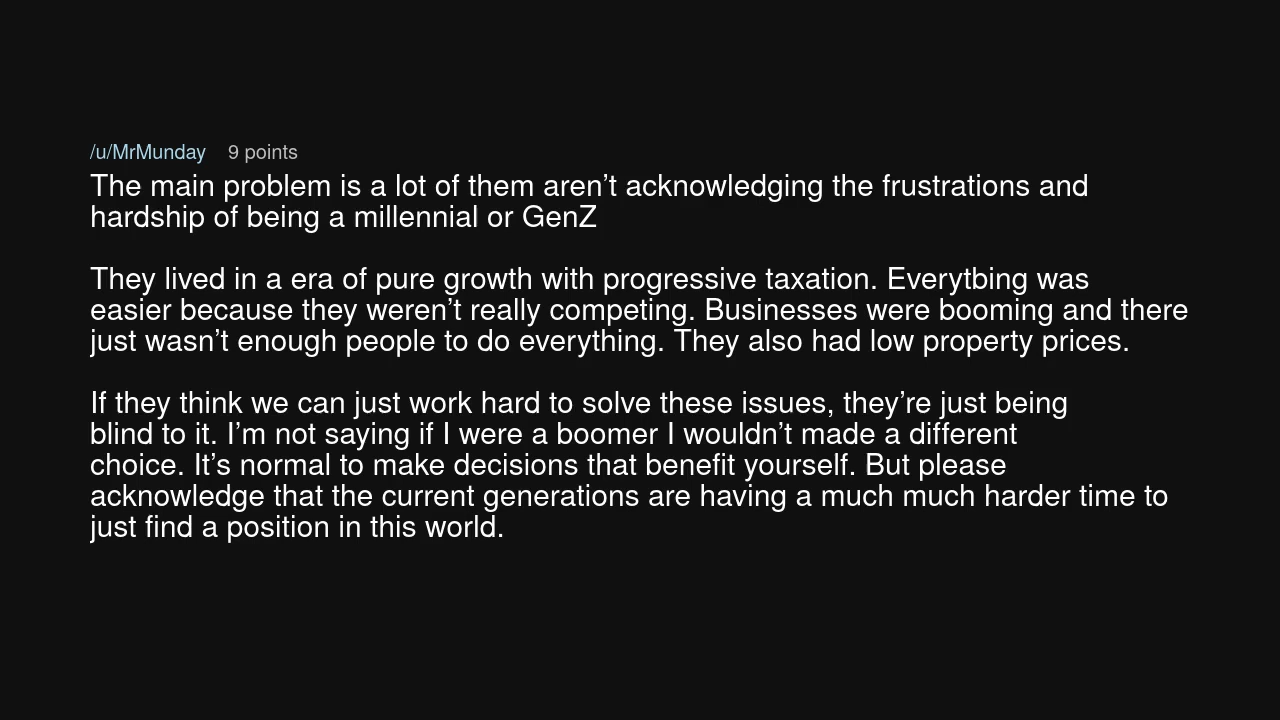 /u/MrMunday 9 points
The main problem is a lot of them aren’t acknowledging the frustrations and
hardship of being a millennial or GenZ
They lived in a era of pure growth with progressive taxation. Everytbing was
easier because they weren’t really competing. Businesses were booming and there
just wasn’t enough people to do everything. They also had low property prices.
If they think we can just work hard to solve these issues, they’re just being
blind to it. I’m not saying if I were a boomer I wouldn’t made a different
choice. It’s normal to make decisions that benefit yourself. But please
acknowledge that the current generations are having a much much harder time to
just find a position in this world.